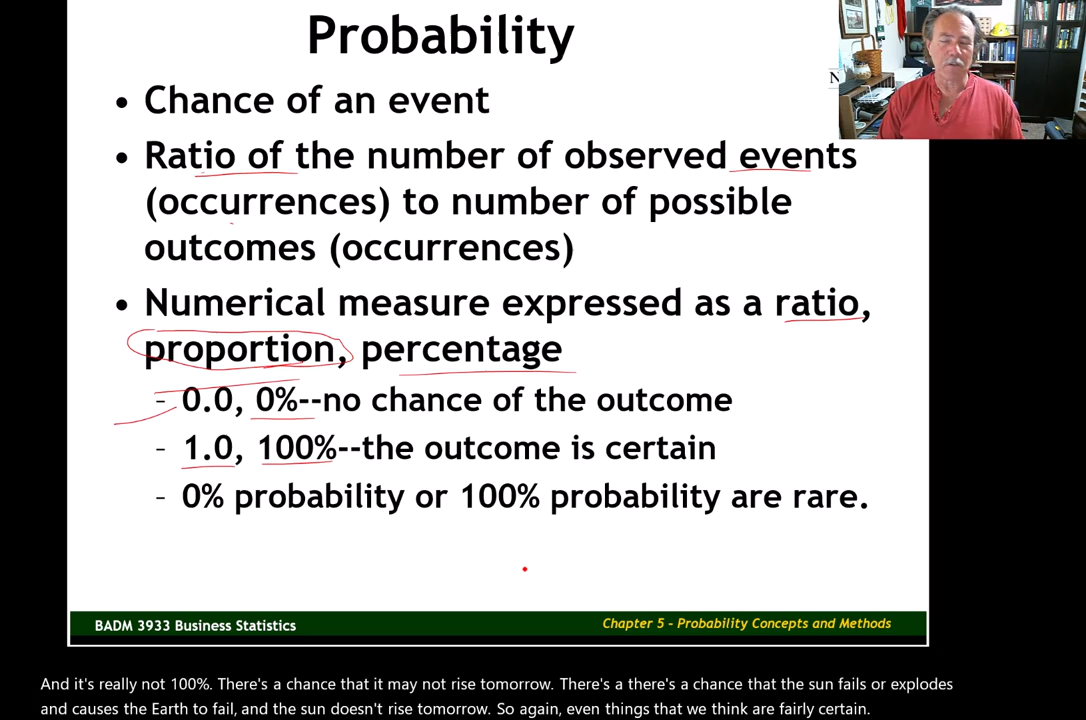 Probability
• Chance of an event
• Ratio of the number of observed events
(occurrences) to number of possible
outcomes (occurrences)
• Numerical measure expressed as a ratio,
proportion, percentage
– 0.0, 0%--no chance of the outcome
– 1.0, 100%--the outcome is certain
– 0% probability or 100% probability are rare.
N
BADM 3933 Business Statistics
Chapter 5 - Probability Concepts and Methods
And it's really not 100%. There's a chance that it may not rise tomorrow. There's a there's a chance that the sun fails or explodes
and causes the Earth to fail, and the sun doesn't rise tomorrow. So again, even things that we think are fairly certain.